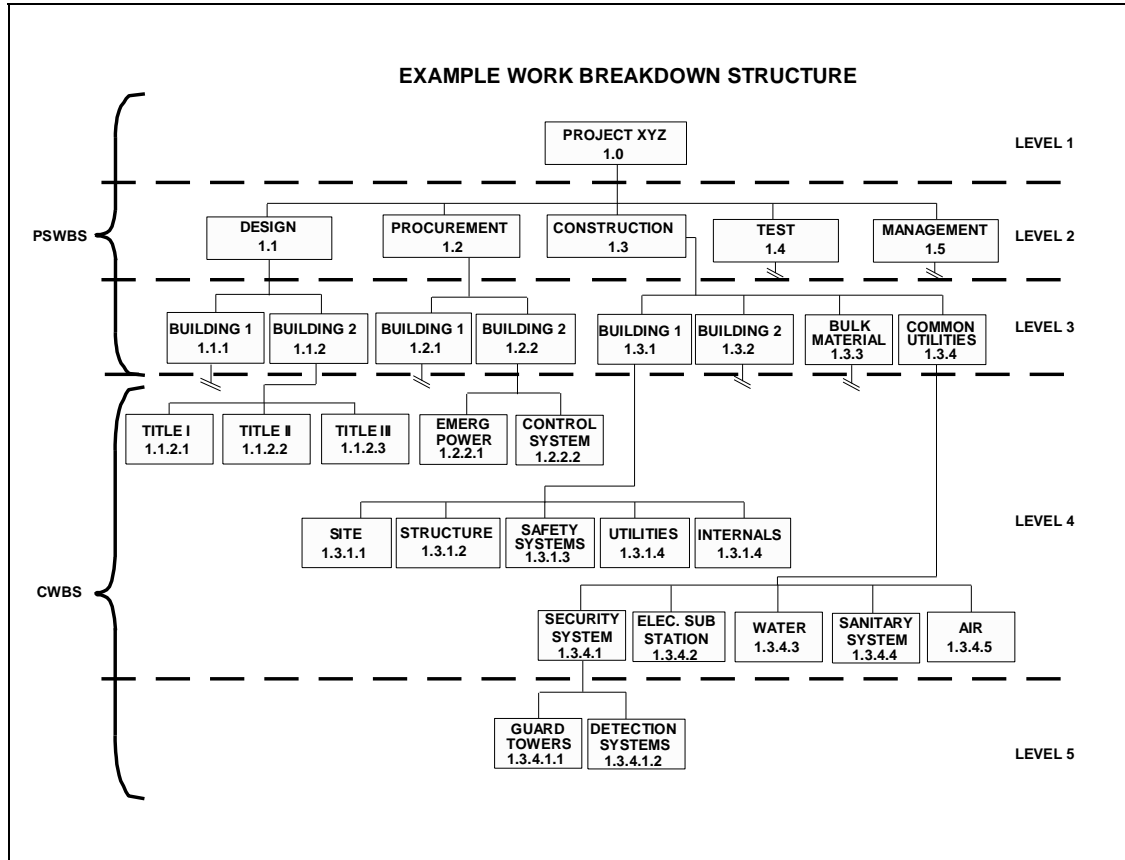 EXAMPLE WORK BREAKDOWN STRUCTURE
PROJECT XYZ
1.0
LEVEL 1
PSWBS
DESIGN
1.1
PROCUREMENT
1.2
CONSTRUCTION
1.3
TEST
1.4
MANAGEMENT
1.5
LEVEL 2
BUILDING 1
1.1.1
BUILDING 2
1.1.2
BUILDING 1
1.2.1
BUILDING 2
1.2.2
BUILDING 1
1.3.1
BUILDING 2
1.3.2
BULK
MATERIAL
1.3.3
COMMON
UTILITIES
1.3.4
LEVEL 3
TITLE I
1.1.2.1
TITLE II
1.1.2.2
TITLE III
1.1.2.3
EMERG
POWER
1.2.2.1
CONTROL
SYSTEM
1.2.2.2
SITE
1.3.1.1
STRUCTURE
1.3.1.2
SAFETY
SYSTEMS
1.3.1.3
UTILITIES
1.3.1.4
INTERNALS
1.3.1.4
LEVEL 4
CWBS
SECURITY
SYSTEM
1.3.4.1
ELEC. SUB
STATION
1.3.4.2
WATER
1.3.4.3
SANITARY
SYSTEM
1.3.4.4
AIR
1.3.4.5
GUARD
TOWERS
1.3.4.1.1
DETECTION
SYSTEMS
1.3.4.1.2
LEVEL 5